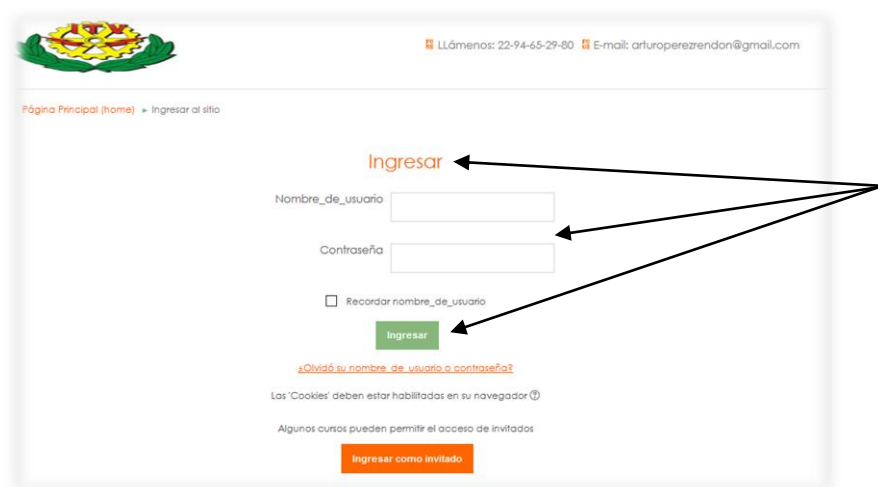 ITV
LLámenos: 22-94-65-29-80 E-mail: arturoperezrendon@gmail.com
Página Principal (home) ► Ingresar al sitio
Ingresar
Nombre_de_usuario
Contraseña
Recordar nombre_de_usuario
Ingresar
¿Olvidó su nombre_de_usuario o contraseña?
Las 'Cookies' deben estar habilitadas en su navegador
Algunos cursos pueden permitir el acceso de invitados
Ingresar como invitado